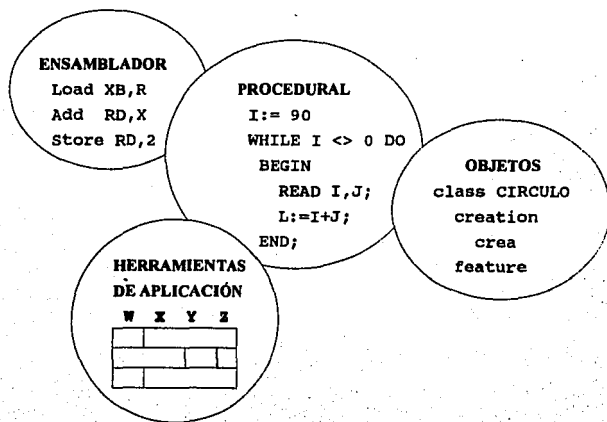 ENSAMBLADOR
Load XB,R
Add RD,X
Store RD,2
PROCEDURAL
I:= 90
WHILE I <> 0 DO
BEGIN
READ I,J;
L:=I+J;
END;
OBJETOS
class CIRCULO
creation
crea
feature
HERRAMIENTAS
DE APLICACIÓN
W X Y Z